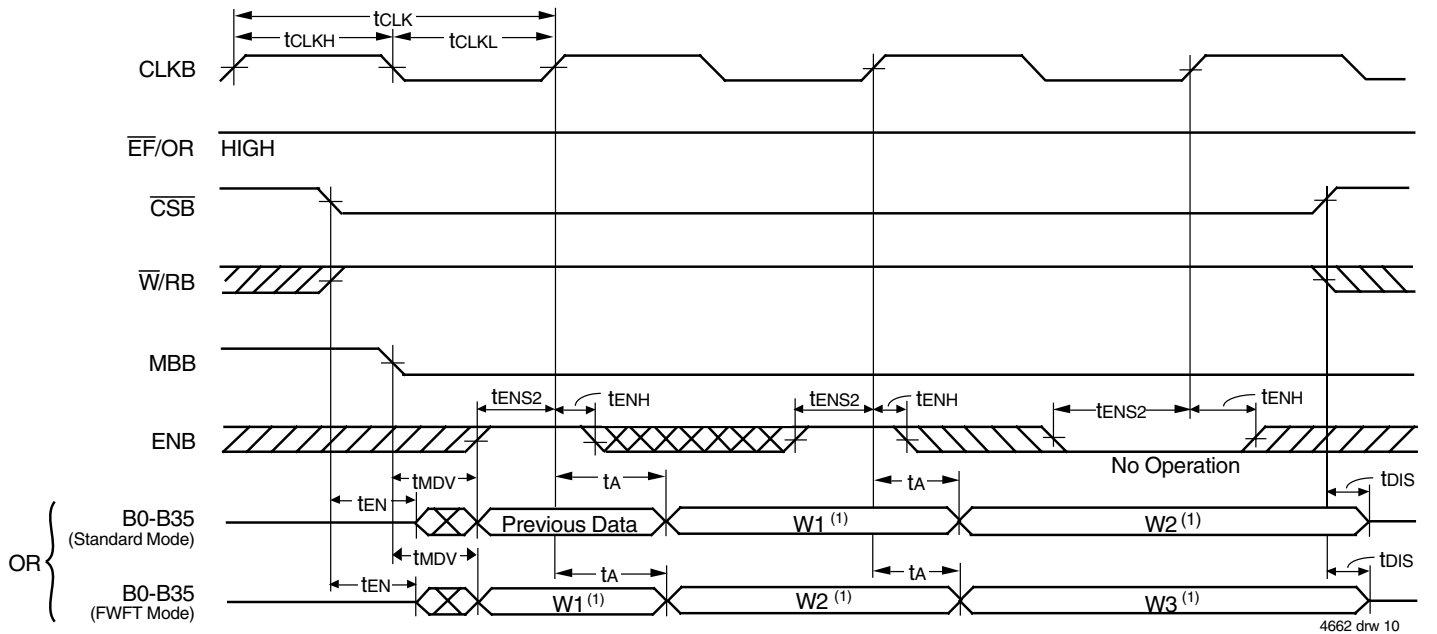 tCLK
tCLKH tCLKL
CLKB
EF/OR HIGH
CSB
W/RB
MBB
tENS2 tENH tENS2 tENH tENS2 tENH
ENB
No Operation
tMDV tA tA tDIS
tEN
B0-B35
(Standard Mode)
Previous Data W1 (1) W2 (1)
OR
tMDV tA tA tDIS
tEN
B0-B35
(FWFT Mode)
W1 (1) W2 (1) W3 (1)
4662 drw 10